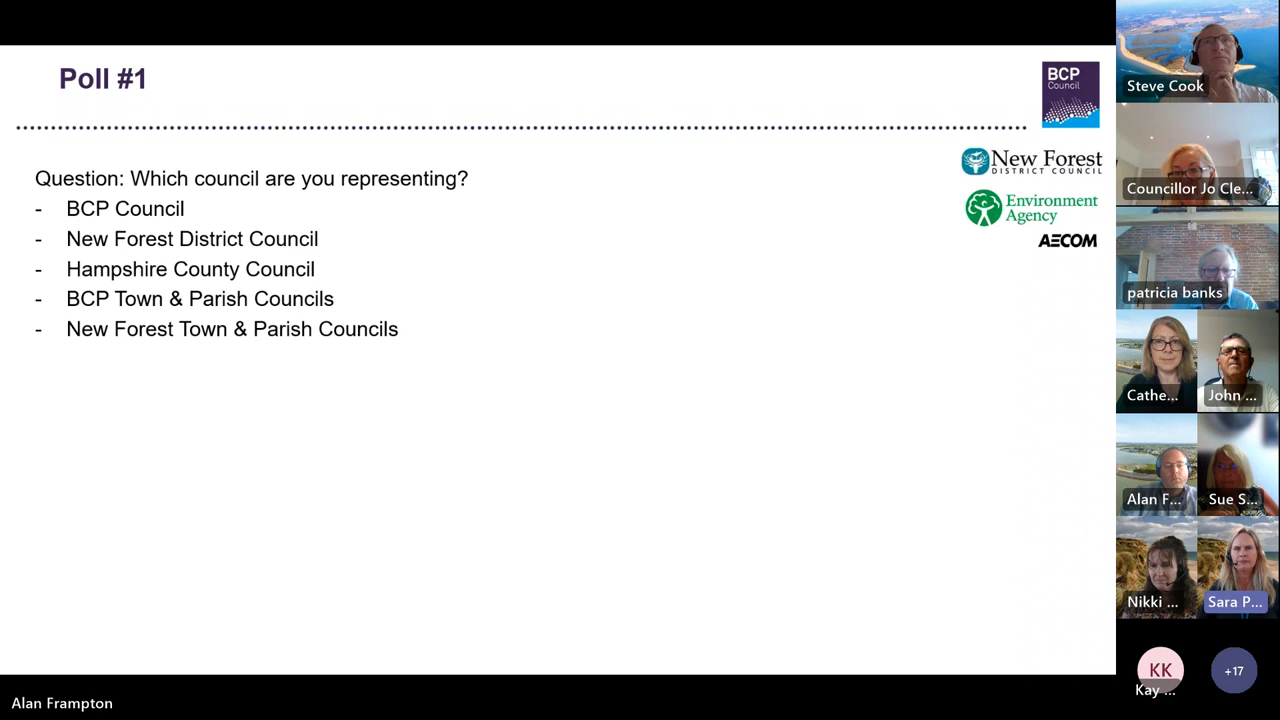 Poll #1
BCP
Council
New Forest
DISTRICT COUNCIL
Environment
Agency
AECOM
Question: Which council are you representing?
- BCP Council
- New Forest District Council
- Hampshire County Council
- BCP Town & Parish Councils
- New Forest Town & Parish Councils
Steve Cook
Councillor Jo Cle...
patricia banks
Cathe...
John ...
Alan F...
Sue S...
Nikki ...
Sara P...
KK
Kay ...
+17
Alan Frampton